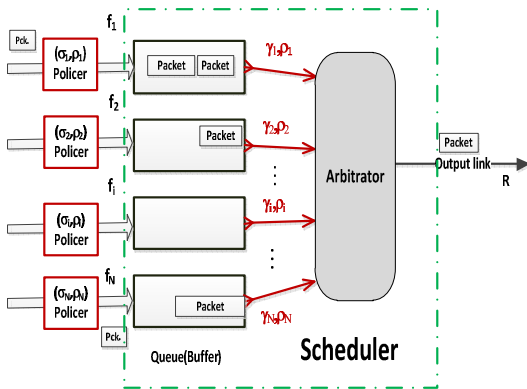 f1
Pck.
(σ1,ρ1)
Policer
Packet
Packet
γ1,ρ1
f2
(σ2,ρ2)
Policer
Packet
γ2,ρ2
...
Packet
Output link
R
Arbitrator
fi
(σi,ρi)
Policer
γi,ρi
...
fN
(σN,ρN)
Policer
Packet
γN,ρN
Pck.
Queue(Buffer)
Scheduler